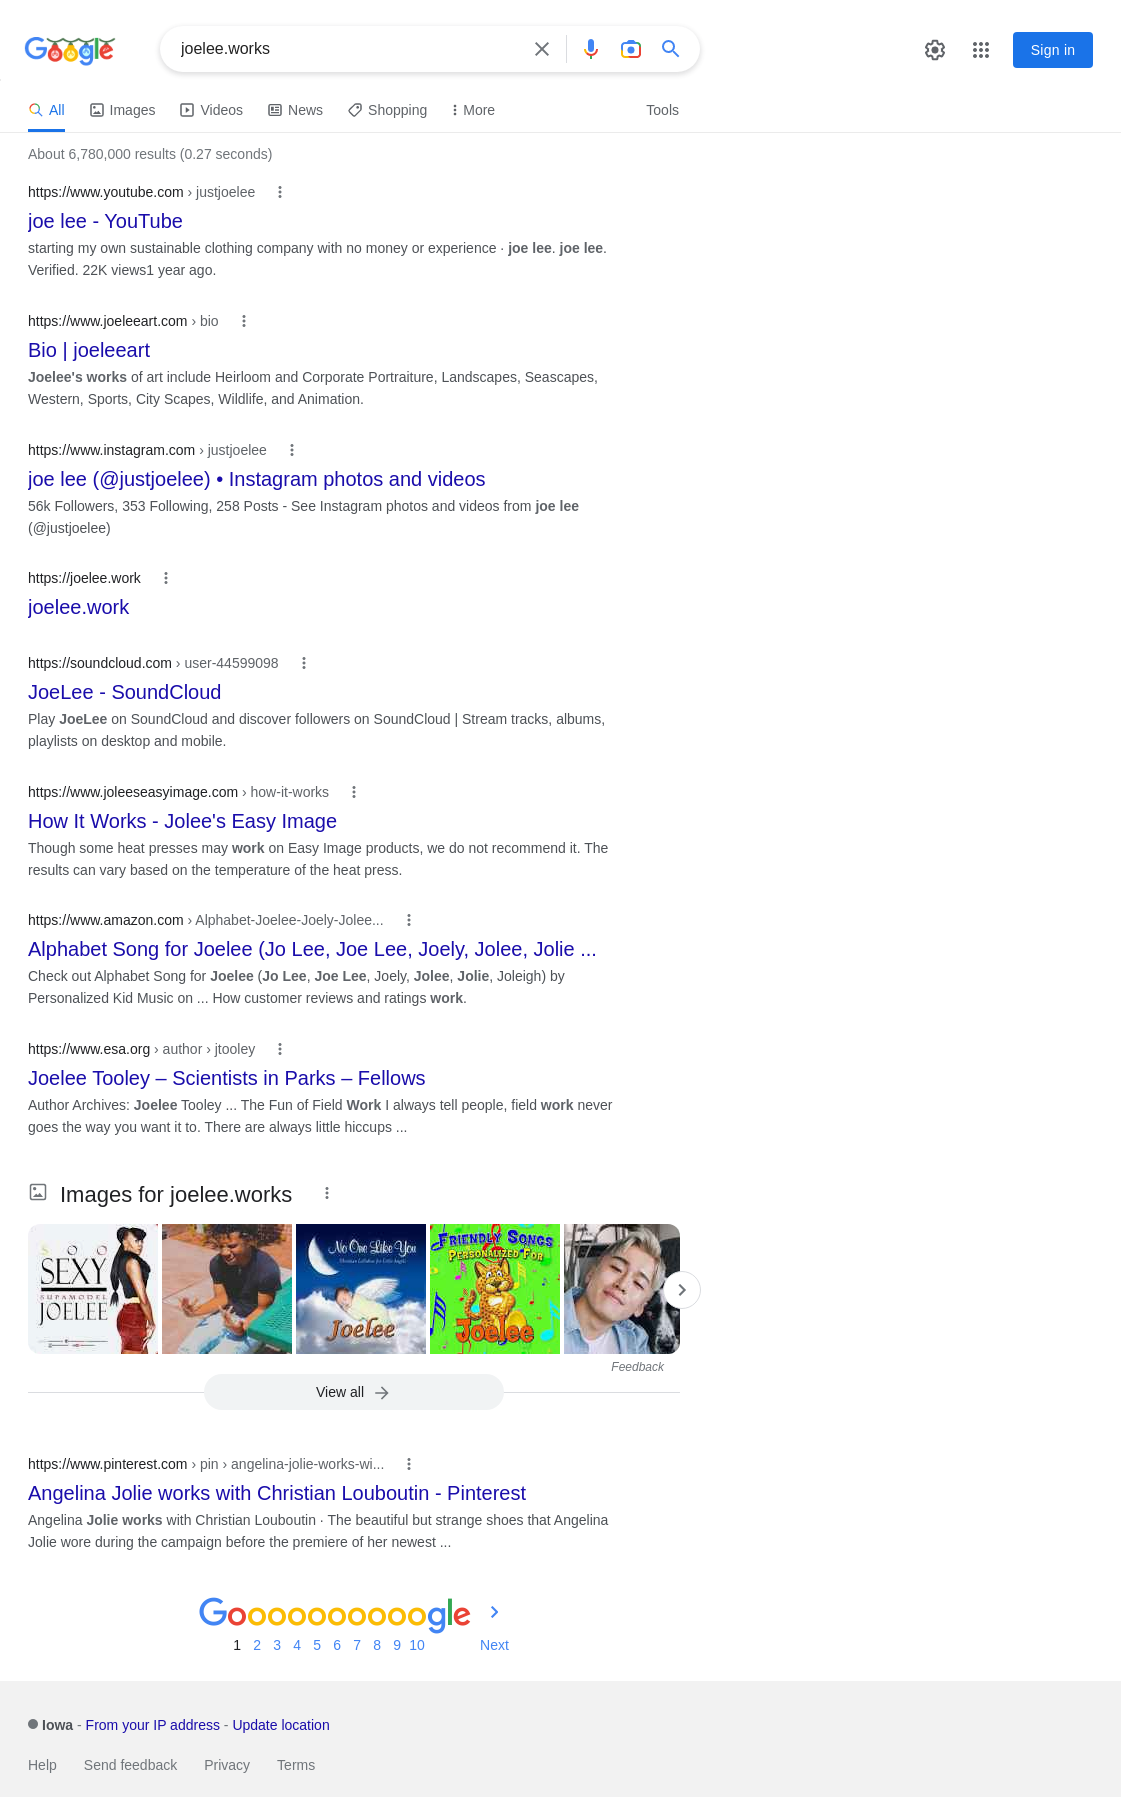 Google
joelee.works
Sign in
All Images Videos News Shopping More Tools
About 6,780,000 results (0.27 seconds)
https://www.youtube.com › justjoelee
joe lee - YouTube
starting my own sustainable clothing company with no money or experience · joe lee. joe lee.
Verified. 22K views1 year ago.
https://www.joeleeart.com › bio
Bio | joeleeart
Joelee's works of art include Heirloom and Corporate Portraiture, Landscapes, Seascapes,
Western, Sports, City Scapes, Wildlife, and Animation.
https://www.instagram.com › justjoelee
joe lee (@justjoelee) • Instagram photos and videos
56k Followers, 353 Following, 258 Posts - See Instagram photos and videos from joe lee
(@justjoelee)
https://joelee.work
joelee.work
https://soundcloud.com › user-44599098
JoeLee - SoundCloud
Play JoeLee on SoundCloud and discover followers on SoundCloud | Stream tracks, albums,
playlists on desktop and mobile.
https://www.joleeseasyimage.com › how-it-works
How It Works - Jolee's Easy Image
Though some heat presses may work on Easy Image products, we do not recommend it. The
results can vary based on the temperature of the heat press.
https://www.amazon.com › Alphabet-Joelee-Joely-Jolee...
Alphabet Song for Joelee (Jo Lee, Joe Lee, Joely, Jolee, Jolie ...
Check out Alphabet Song for Joelee (Jo Lee, Joe Lee, Joely, Jolee, Jolie, Joleigh) by
Personalized Kid Music on ... How customer reviews and ratings work.
https://www.esa.org › author › jtooley
Joelee Tooley – Scientists in Parks – Fellows
Author Archives: Joelee Tooley ... The Fun of Field Work I always tell people, field work never
goes the way you want it to. There are always little hiccups ...
Images for joelee.works
SOO
SEXY
SUPAMODEL
JOELEE
No One Like You
Christian Lullabies for Little Angels
Joelee
FRIENDLY SONGS
PERSONALIZED FOR
JOELEE
Feedback
View all
https://www.pinterest.com › pin › angelina-jolie-works-wi...
Angelina Jolie works with Christian Louboutin - Pinterest
Angelina Jolie works with Christian Louboutin · The beautiful but strange shoes that Angelina
Jolie wore during the campaign before the premiere of her newest ...
Goooooooooogle
1 2 3 4 5 6 7 8 9 10 Next
Iowa - From your IP address - Update location
Help Send feedback Privacy Terms